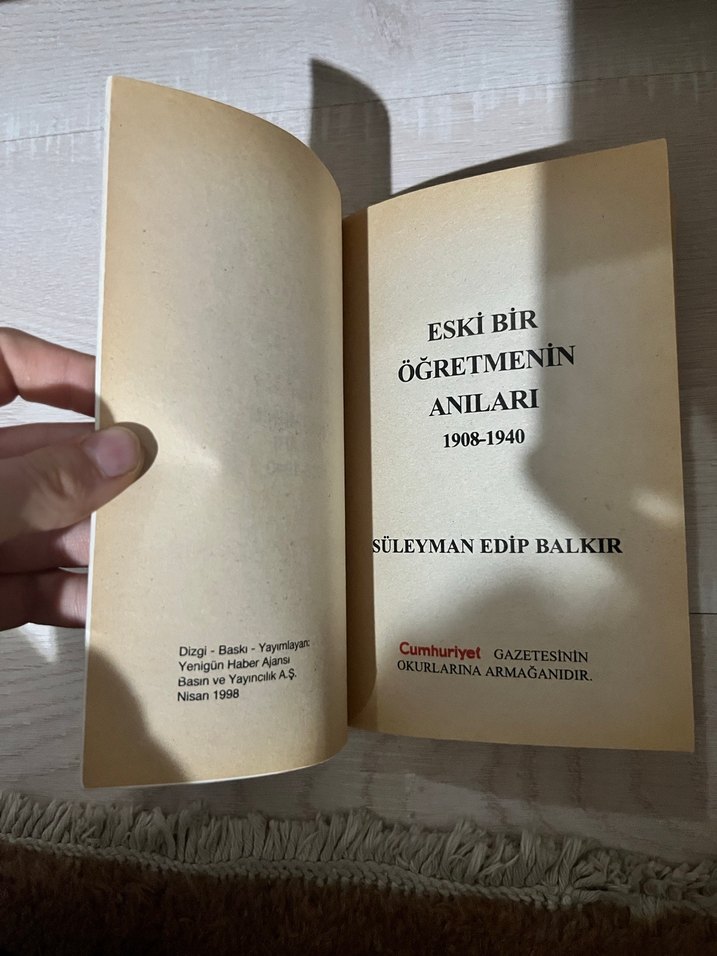 Dizgi - Baskı - Yayımlayan:
Yenigün Haber Ajansı
Basın ve Yayıncılık A.Ş.
Nisan 1998
ESKİ BİR
ÖĞRETMENİN
ANILARI
1908-1940
SÜLEYMAN EDİP BALKIR
Cumhuriyet GAZETESİNİN
OKURLARINA ARMAĞANIDIR.